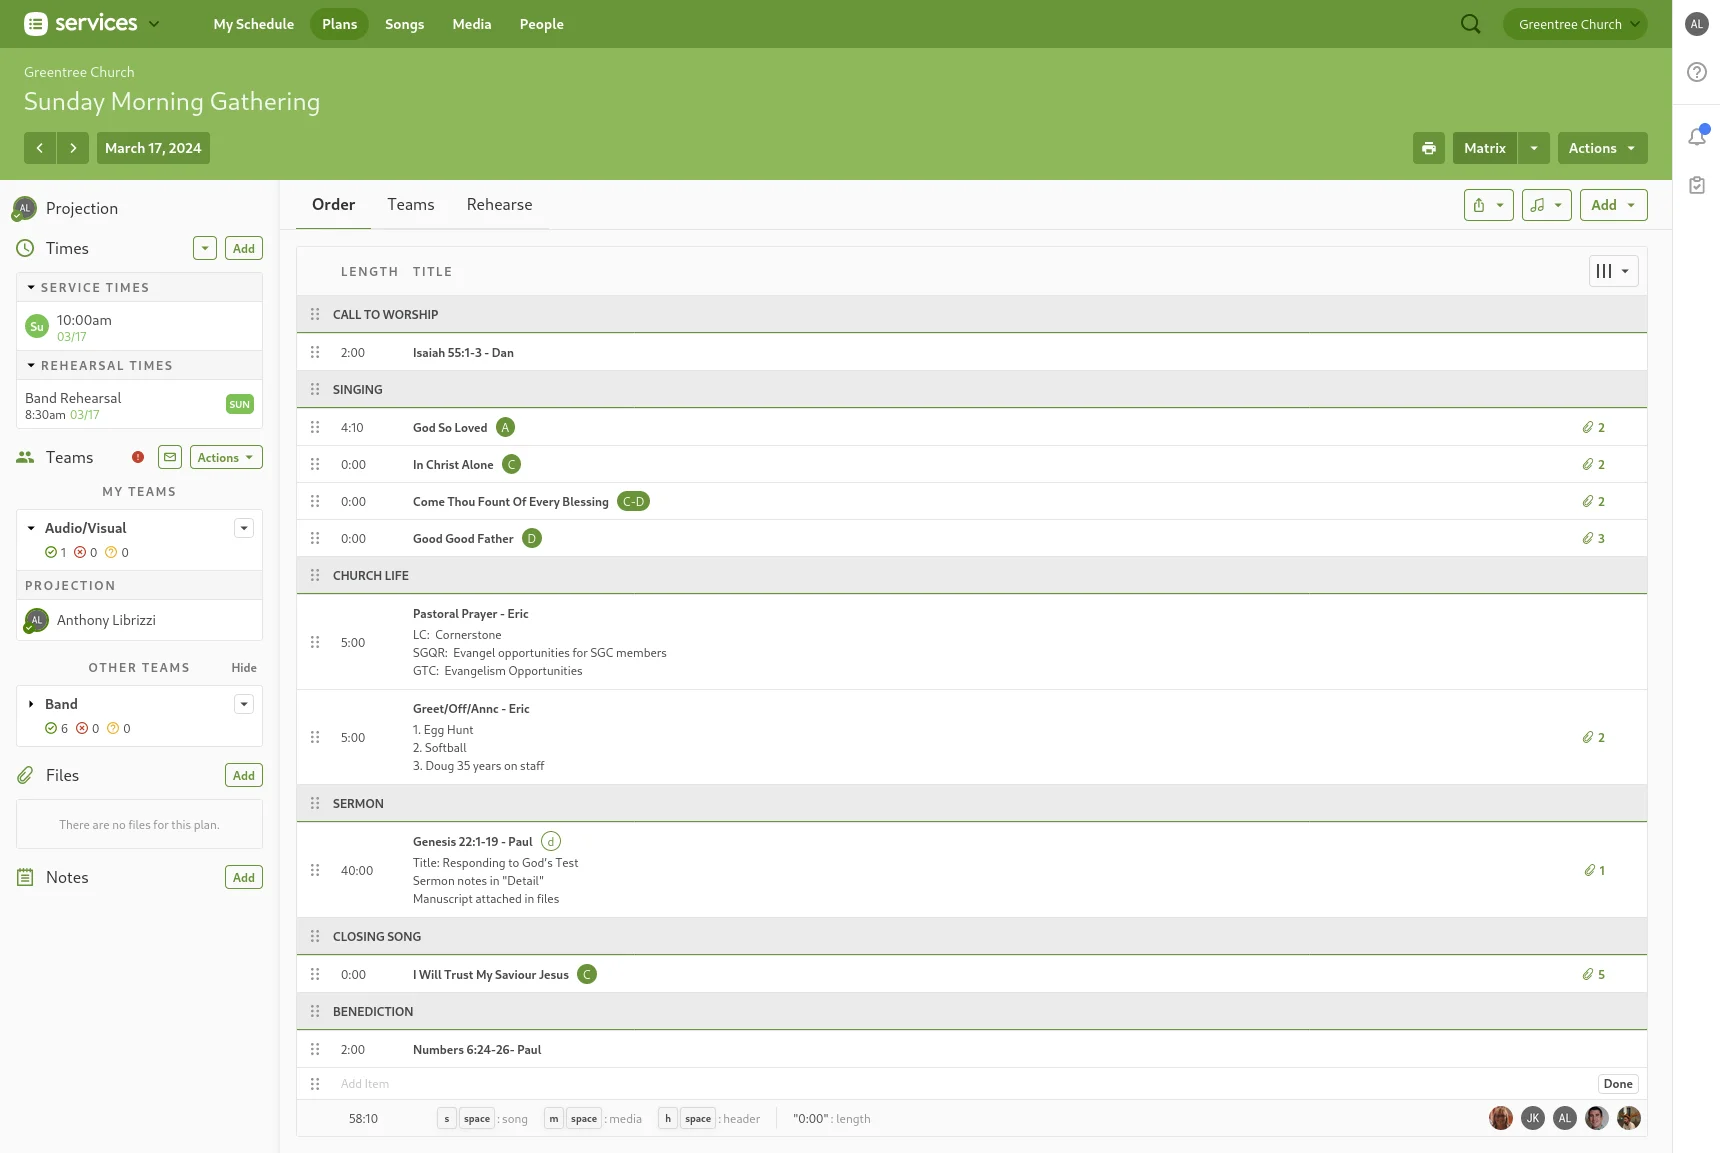 services
My Schedule
Plans
Songs
Media
People
Greentree Church
AL
Greentree Church
Sunday Morning Gathering
March 17, 2024
Matrix
Actions
AL
Projection
Times
Add
SERVICE TIMES
Su
10:00am
03/17
REHEARSAL TIMES
Band Rehearsal
8:30am 03/17
SUN
Teams
Actions
MY TEAMS
Audio/Visual
1 0 0
PROJECTION
AL
Anthony Librizzi
OTHER TEAMS
Hide
Band
6 0 0
Files
Add
There are no files for this plan.
Notes
Add
Order
Teams
Rehearse
Add
LENGTH TITLE
CALL TO WORSHIP
2:00 Isaiah 55:1-3 - Dan
SINGING
4:10 God So Loved A 2
0:00 In Christ Alone C 2
0:00 Come Thou Fount Of Every Blessing C-D 2
0:00 Good Good Father D 3
CHURCH LIFE
Pastoral Prayer - Eric
5:00
LC: Cornerstone
SGQR: Evangel opportunities for SGC members
GTC: Evangelism Opportunities
Greet/Off/Annc - Eric
5:00
1. Egg Hunt
2. Softball
3. Doug 35 years on staff
2
SERMON
Genesis 22:1-19 - Paul d
40:00
Title: Responding to God's Test
Sermon notes in "Detail"
Manuscript attached in files
1
CLOSING SONG
0:00 I Will Trust My Saviour Jesus C 5
BENEDICTION
2:00 Numbers 6:24-26- Paul
Add Item
Done
58:10 s space : song m space : media h space : header "0:00" : length JK AL